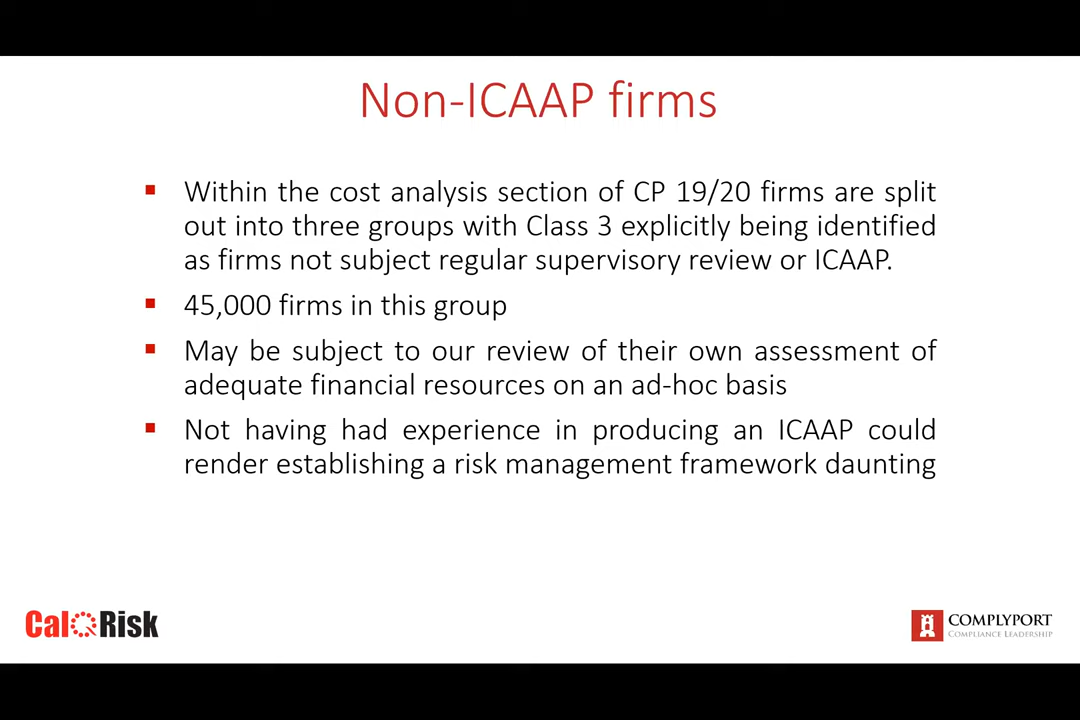 Non-ICAAP firms
▪ Within the cost analysis section of CP 19/20 firms are split
out into three groups with Class 3 explicitly being identified
as firms not subject regular supervisory review or ICAAP.
▪ 45,000 firms in this group
▪ May be subject to our review of their own assessment of
adequate financial resources on an ad-hoc basis
▪ Not having had experience in producing an ICAAP could
render establishing a risk management framework daunting
CalQRisk
COMPLYPORT
COMPLIANCE LEADERSHIP